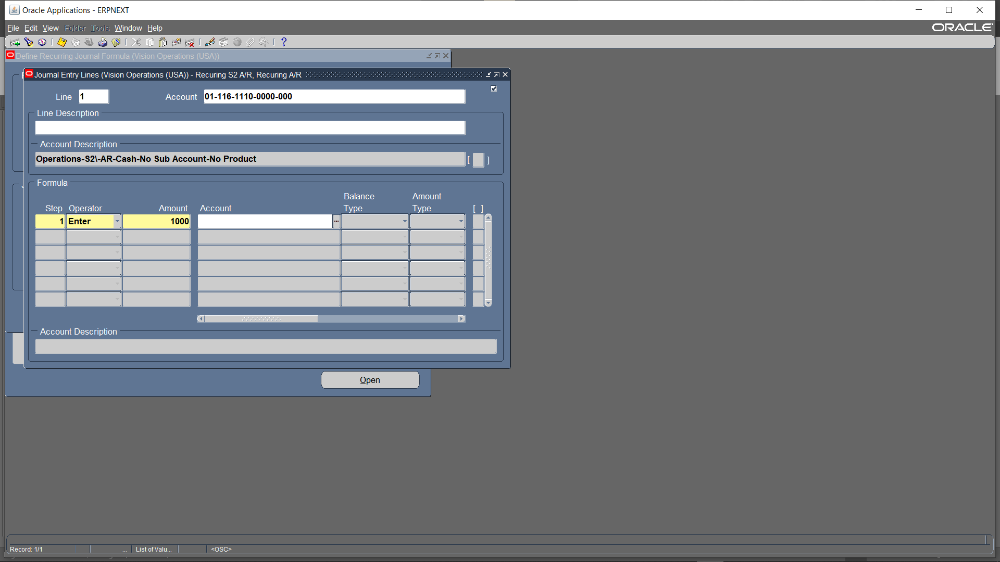 Oracle Applications - ERPNEXT
File Edit View Folder Tools Window Help
ORACLE
Define Recurring Journal Formula (Vision Operations (USA))
Journal Entry Lines (Vision Operations (USA)) - Recuring S2 A/R, Recuring A/R
Line 1 Account 01-116-1110-0000-000
Line Description
Account Description
Operations-S2\-AR-Cash-No Sub Account-No Product [ ]
Formula
Balance Amount
Step Operator Amount Account Type Type [ ]
1 Enter 1000 ...
Account Description
Open
Record: 1/1 ... List of Valu... <OSC>